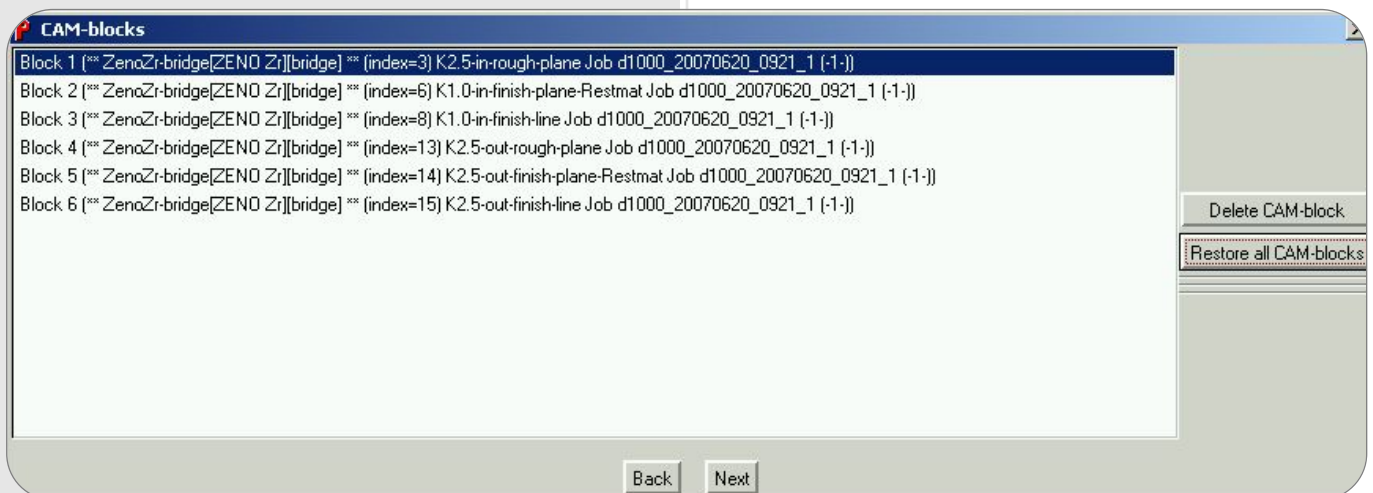 CAM-blocks
Block 1 (** ZenoZr-bridge[ZENO Zr][bridge] ** (index=3) K2.5-in-rough-plane Job d1000_20070620_0921_1 (-1-))
Block 2 (** ZenoZr-bridge[ZENO Zr][bridge] ** (index=6) K1.0-in-finish-plane-Restmat Job d1000_20070620_0921_1 (-1-))
Block 3 (** ZenoZr-bridge[ZENO Zr][bridge] ** (index=8) K1.0-in-finish-line Job d1000_20070620_0921_1 (-1-))
Block 4 (** ZenoZr-bridge[ZENO Zr][bridge] ** (index=13) K2.5-out-rough-plane Job d1000_20070620_0921_1 (-1-))
Block 5 (** ZenoZr-bridge[ZENO Zr][bridge] ** (index=14) K2.5-out-finish-plane-Restmat Job d1000_20070620_0921_1 (-1-))
Block 6 (** ZenoZr-bridge[ZENO Zr][bridge] ** (index=15) K2.5-out-finish-line Job d1000_20070620_0921_1 (-1-))
Delete CAM-block
Restore all CAM-blocks
Back Next